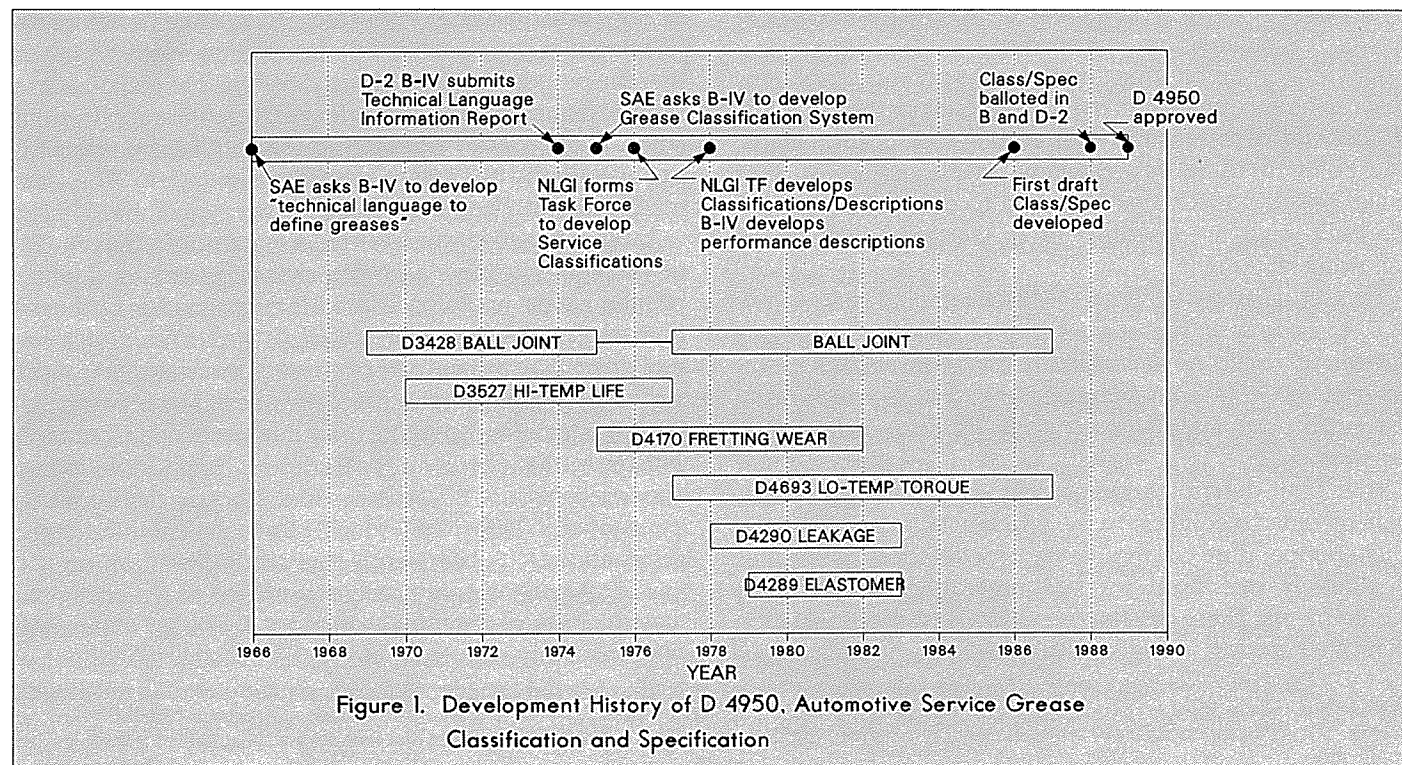 D-2 B-IV submits
Technical Language
Information Report
SAE asks B-IV to develop
Grease Classification System
Class/Spec
balloted in
B and D-2
D 4950
approved
SAE asks B-IV to develop
"technical language to
define greases"
NLGI forms
Task Force
to develop
Service
Classifications
NLGI TF develops
Classifications/Descriptions
B-IV develops
performance descriptions
First draft
Class/Spec
developed
D3428 BALL JOINT
BALL JOINT
D3527 HI-TEMP LIFE
D4170 FRETTING WEAR
D4693 LO-TEMP TORQUE
D4290 LEAKAGE
D4289 ELASTOMER
1966 1968 1970 1972 1974 1976 1978 1980 1982 1984 1986 1988 1990
YEAR
Figure 1. Development History of D 4950, Automotive Service Grease
Classification and Specification